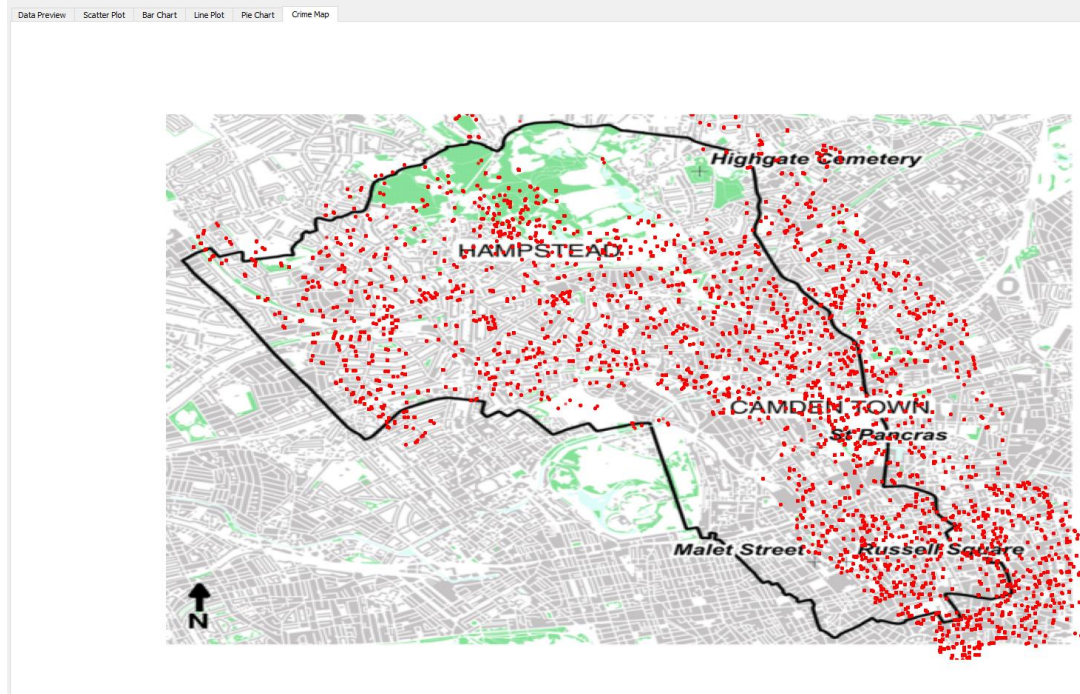 Data Preview
Scatter Plot
Bar Chart
Line Plot
Pie Chart
Crime Map
Highgate Cemetery
HAMPSTEAD
CAMDEN TOWN
St Pancras
Malet Street
Russell Square
N